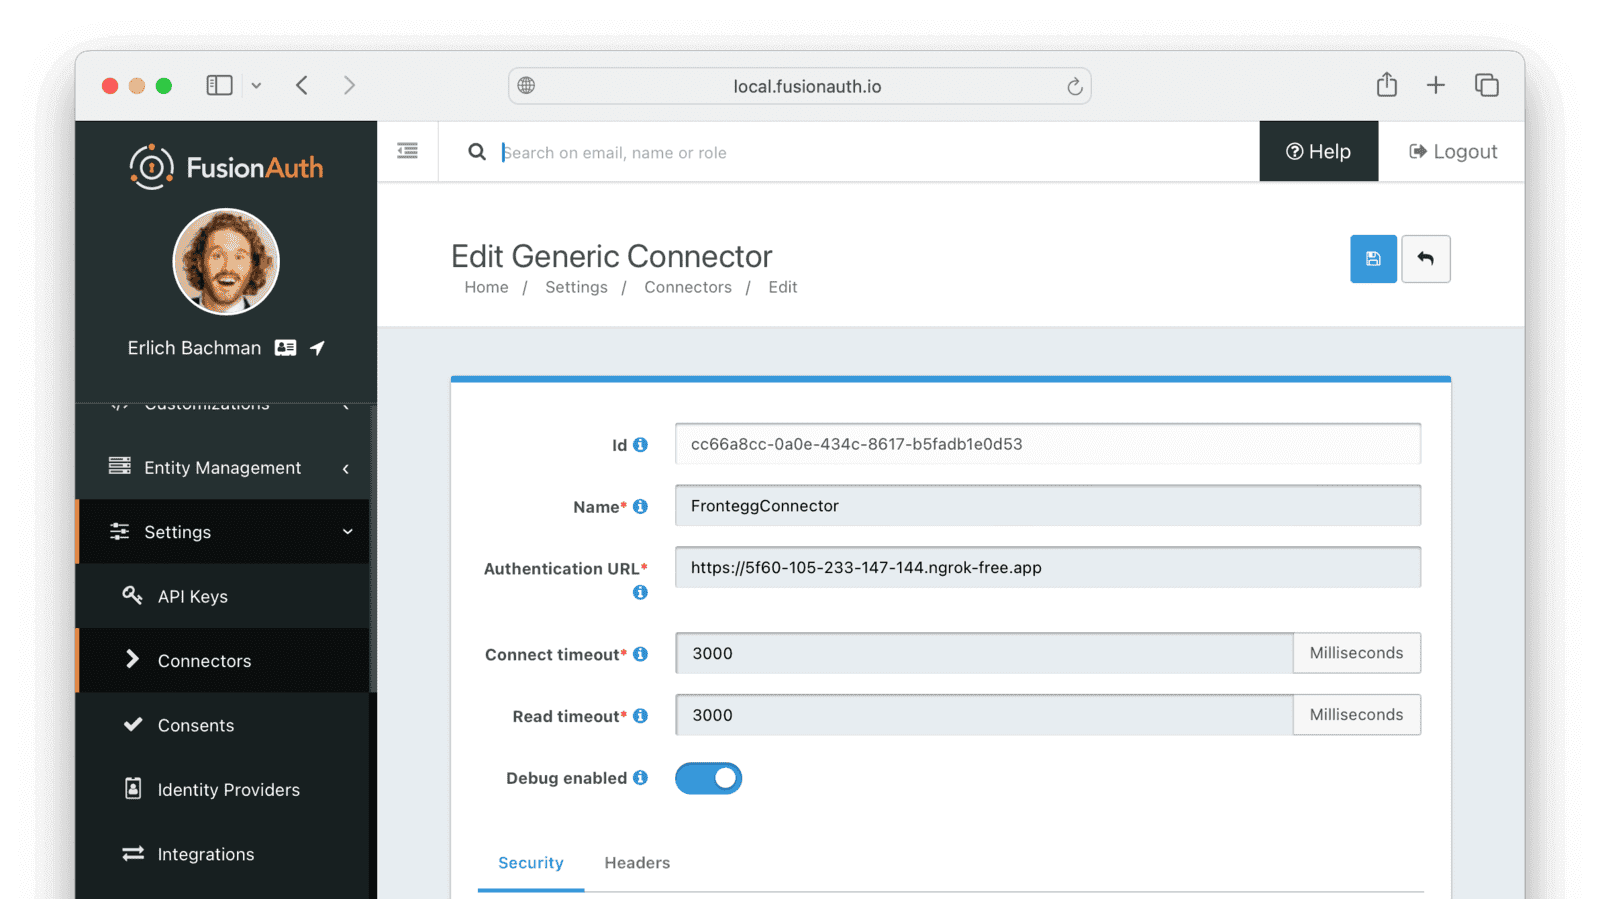 local.fusionauth.io
FusionAuth
Search on email, name or role
Help
Logout
Erlich Bachman
Customizations
Entity Management
Settings
API Keys
Connectors
Consents
Identity Providers
Integrations
Edit Generic Connector
Home / Settings / Connectors / Edit
Id cc66a8cc-0a0e-434c-8617-b5fadb1e0d53
Name* FronteggConnector
Authentication URL* https://5f60-105-233-147-144.ngrok-free.app
Connect timeout* 3000 Milliseconds
Read timeout* 3000 Milliseconds
Debug enabled
Security Headers